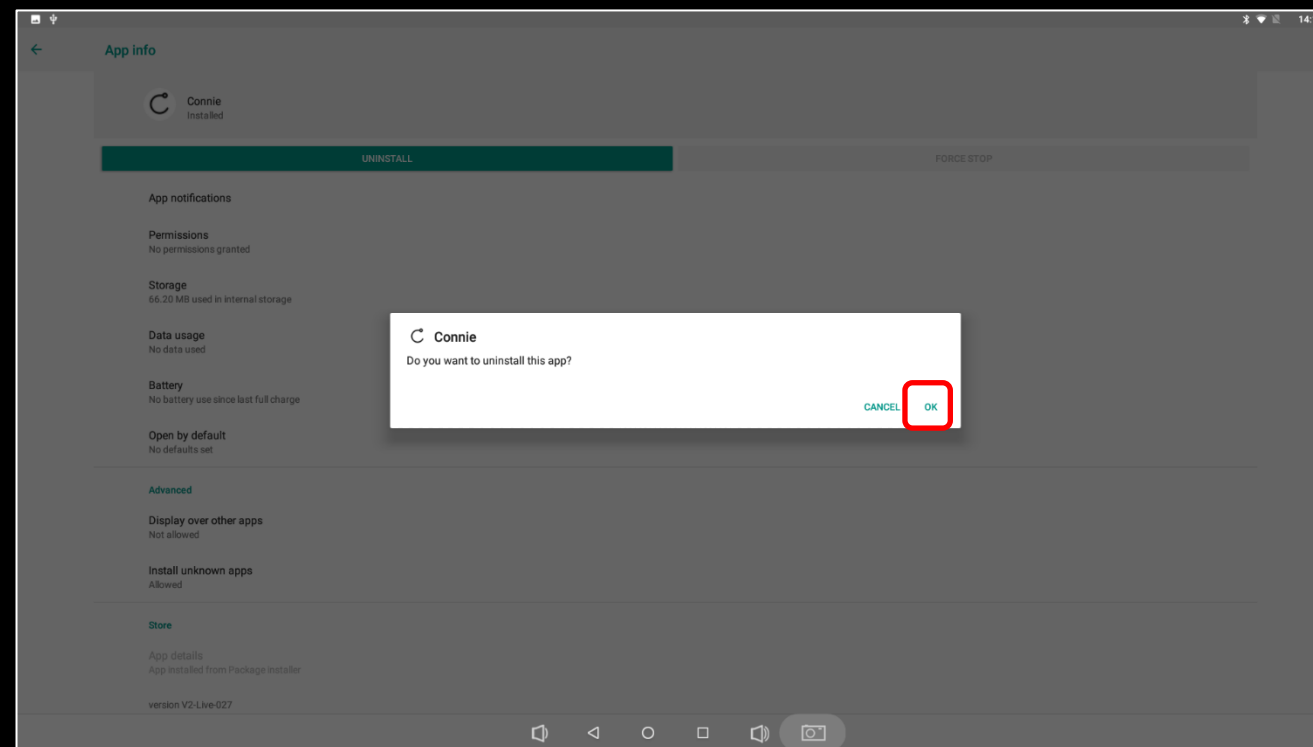 14:
App info
Connie
Installed
UNINSTALL
FORCE STOP
App notifications
Permissions
No permissions granted
Storage
66.20 MB used in internal storage
Data usage
No data used
Battery
No battery use since last full charge
Open by default
No defaults set
Connie
Do you want to uninstall this app?
CANCEL
OK
Advanced
Display over other apps
Not allowed
Install unknown apps
Allowed
Store
App details
App installed from Package installer
version V2-Live-027